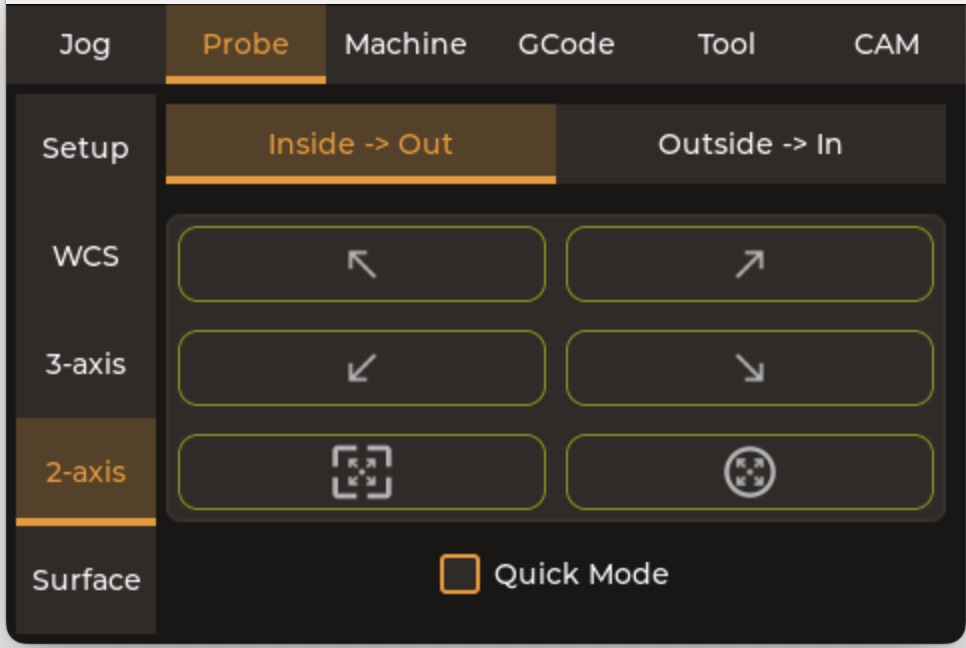 Jog Probe Machine GCode Tool CAM
Setup
Inside -> Out Outside -> In
WCS
3-axis
2-axis
Surface
Quick Mode